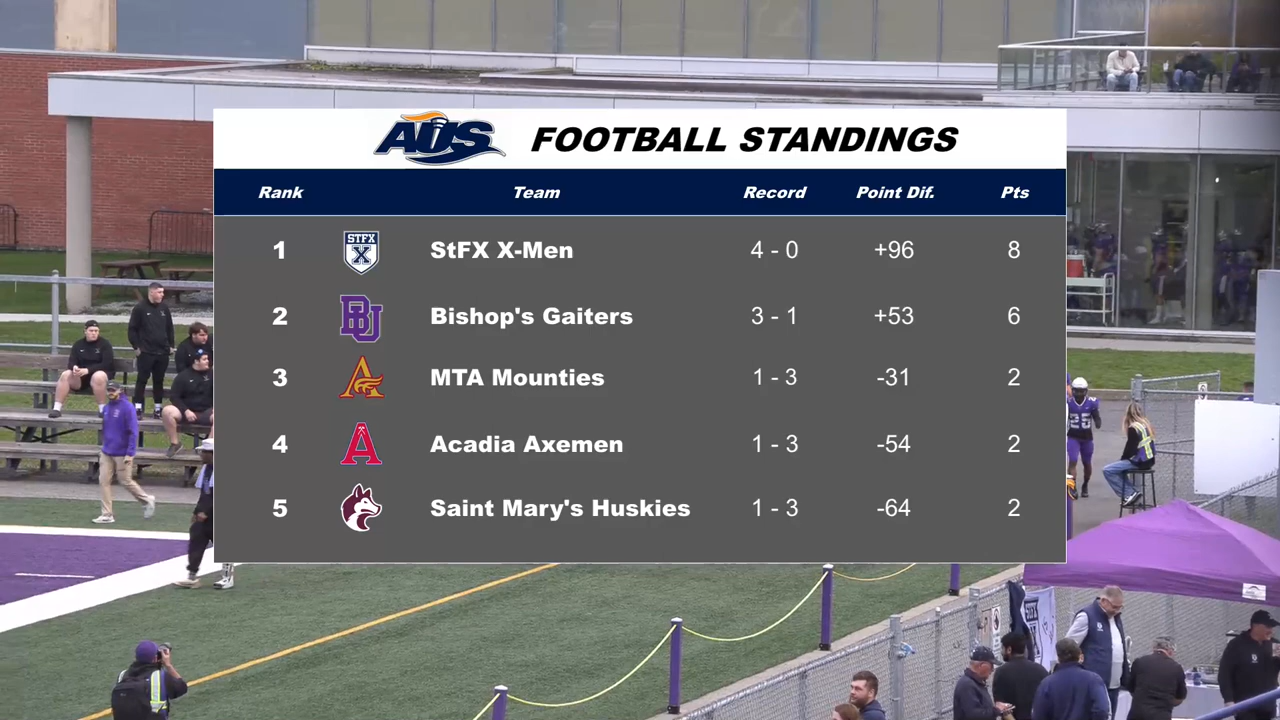 AUS FOOTBALL STANDINGS
Rank Team Record Point Dif. Pts
1 STFX X StFX X-Men 4 - 0 +96 8
2 BU Bishop's Gaiters 3 - 1 +53 6
3 A MTA Mounties 1 - 3 -31 2
4 A Acadia Axemen 1 - 3 -54 2
5 Saint Mary's Huskies 1 - 3 -64 2
25
STFX
X